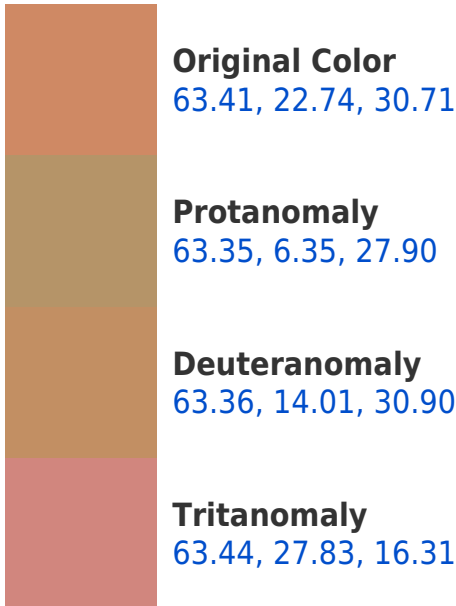 Original Color
63.41, 22.74, 30.71
Protanomaly
63.35, 6.35, 27.90
Deuteranomaly
63.36, 14.01, 30.90
Tritanomaly
63.44, 27.83, 16.31